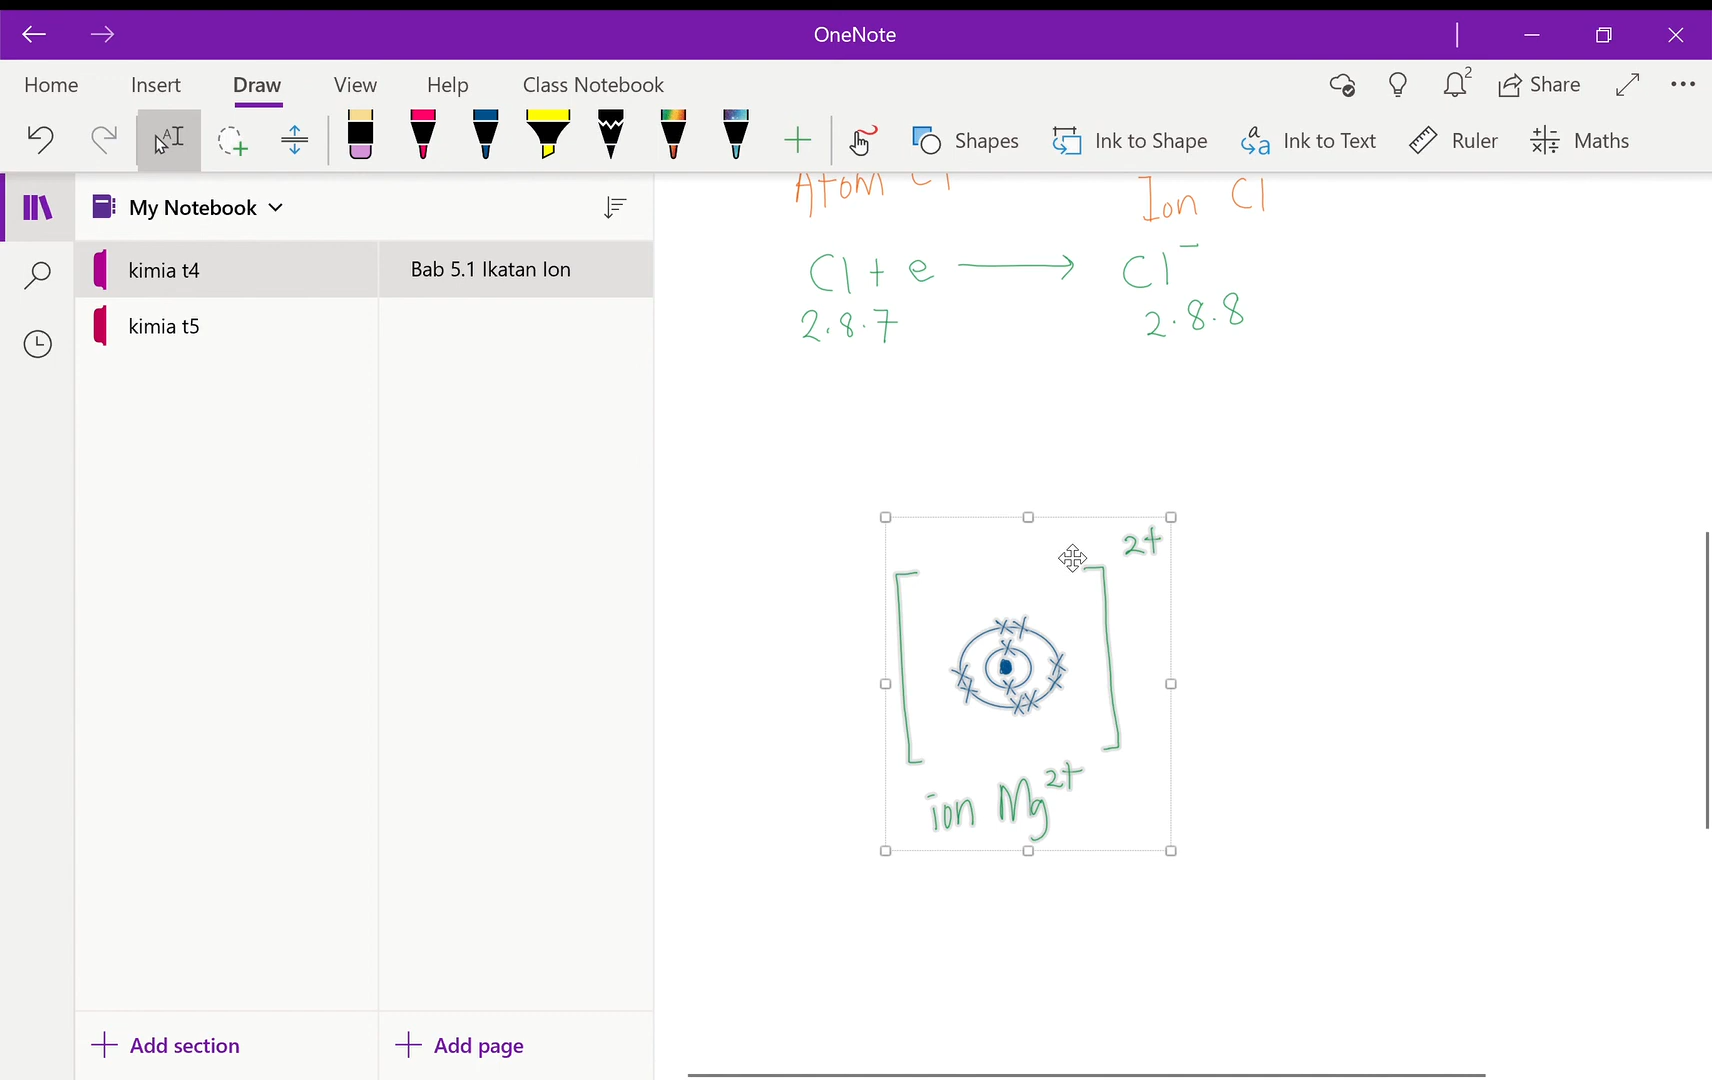 OneNote
Home Insert Draw View Help Class Notebook 2 Share
Shapes Ink to Shape Ink to Text Ruler Maths
My Notebook
kimia t4 Bab 5.1 Ikatan Ion
kimia t5
Add section Add page
Atom Cl Ion Cl
Cl + e ⟶ Cl⁻
2.8.7 2.8.8
2+
ion Mg²⁺